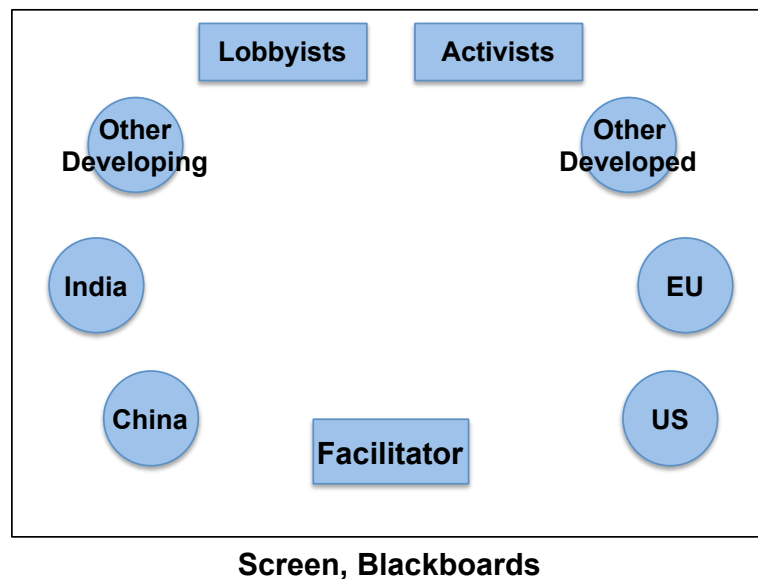 Lobbyists
Activists
Other
Developing
Other
Developed
India
EU
China
US
Facilitator
Screen, Blackboards